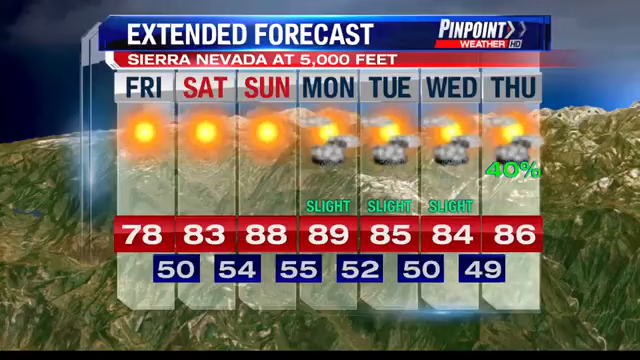 EXTENDED FORECAST
PINPOINT
WEATHER HD
SIERRA NEVADA AT 5,000 FEET
FRI SAT SUN MON TUE WED THU
40%
SLIGHT SLIGHT SLIGHT
78 83 88 89 85 84 86
50 54 55 52 50 49